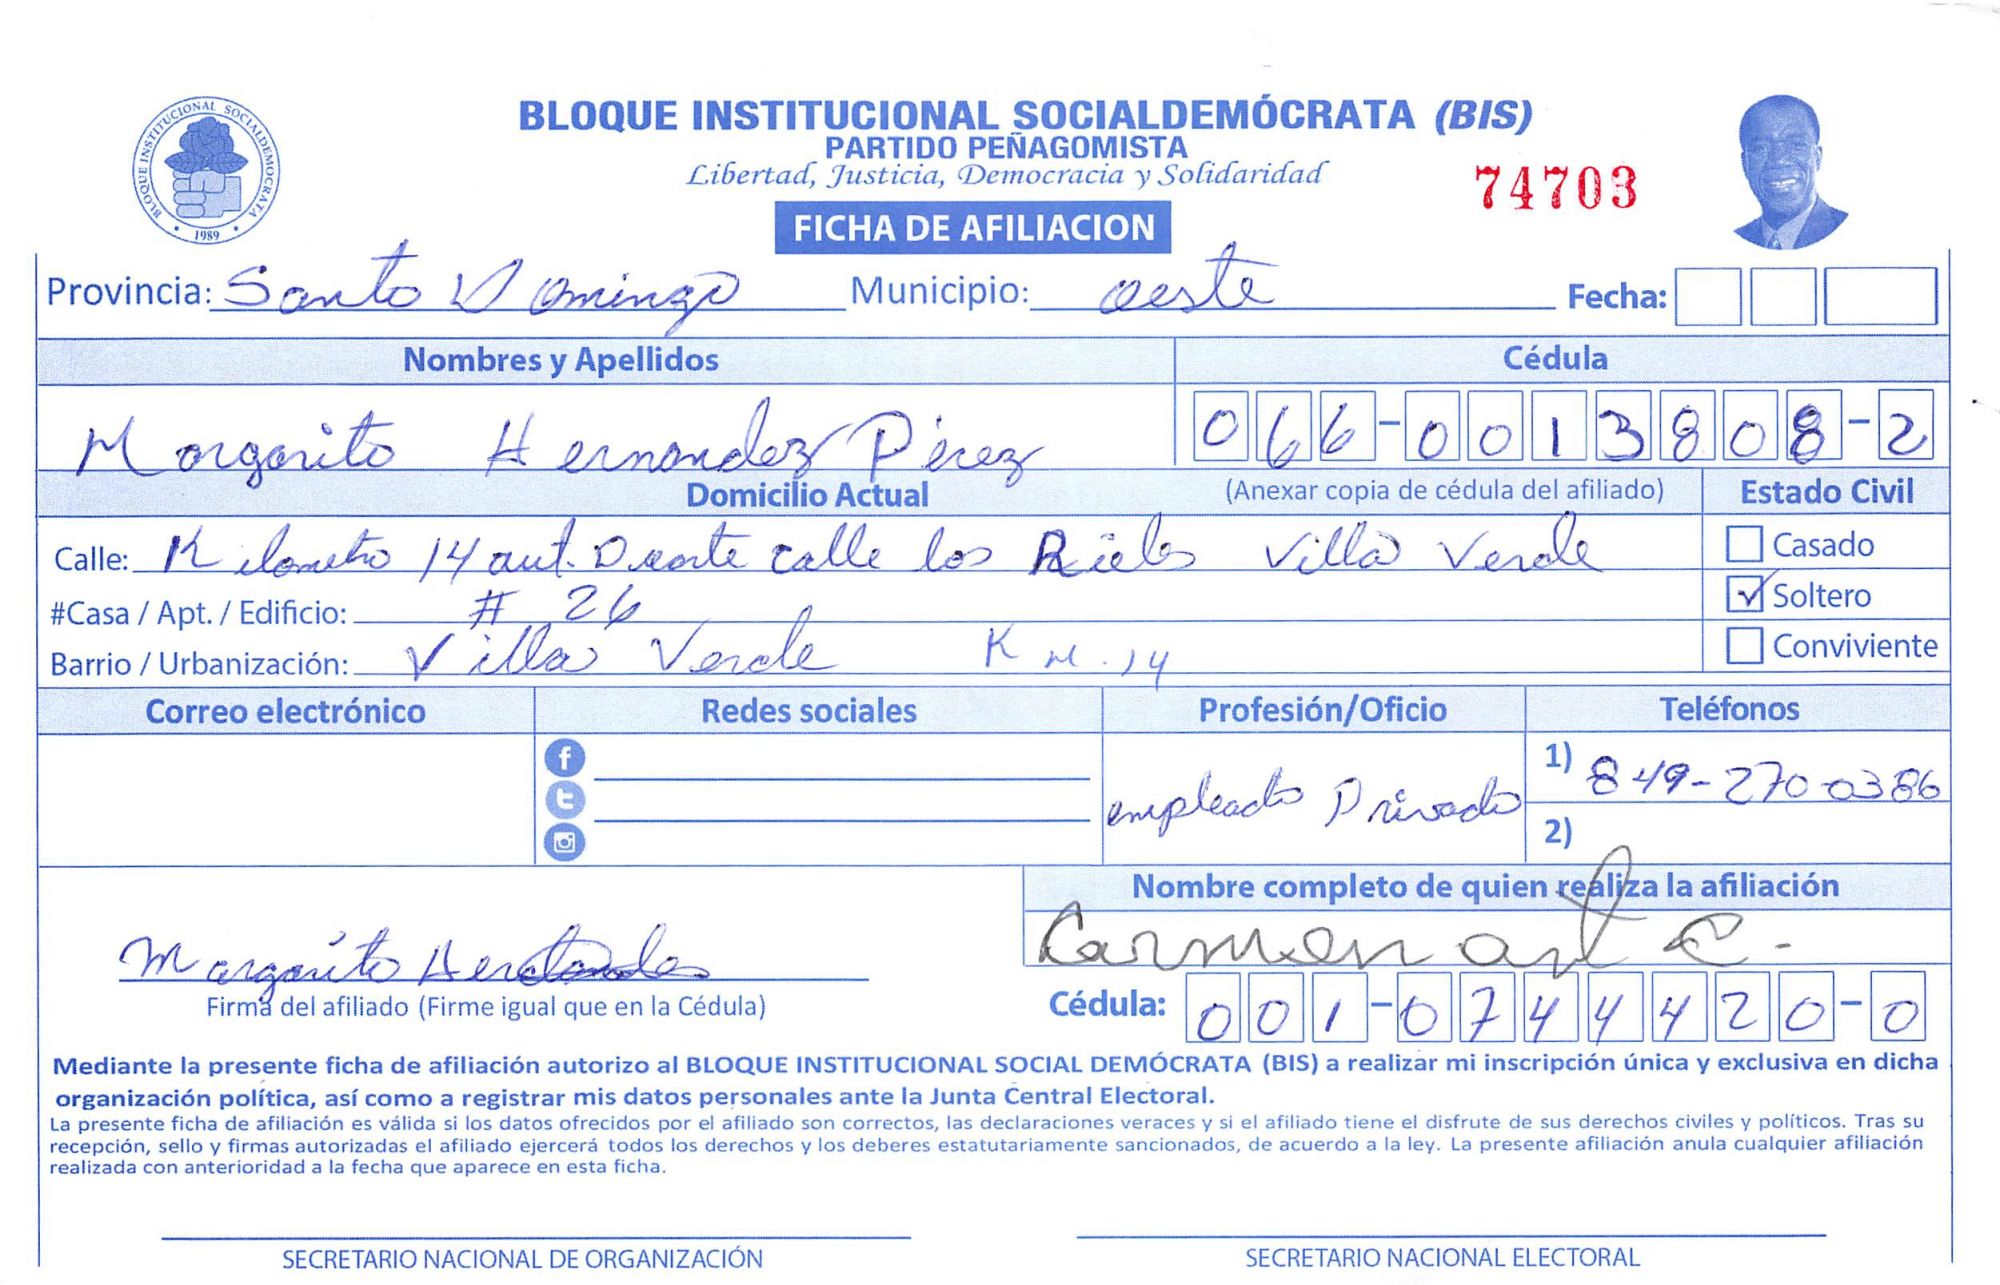 BLOQUE INSTITUCIONAL SOCIALDEMÓCRATA (BIS)
PARTIDO PEÑAGOMISTA
Libertad, Justicia, Democracia y Solidaridad
74703
BLOQUE INSTITUCIONAL SOCIALDEMOCRATA
1989
FICHA DE AFILIACION
Provincia: Santo Domingo Municipio: Oeste Fecha:
Nombres y Apellidos Cédula
Margarito Hernandez Pérez 066-0013808-2
Domicilio Actual (Anexar copia de cédula del afiliado) Estado Civil
Calle: Kilometro 14 aut. Duarte calle los Rieles Villa Verde Casado
#Casa / Apt. / Edificio: # 26 Soltero
Barrio / Urbanización: Villa Verde KM.14 Conviviente
Correo electrónico Redes sociales Profesión/Oficio Teléfonos
empleado Privado 1) 849-270-0386
2)
Nombre completo de quien realiza la afiliación
Margarito Carmen
Firma del afiliado (Firme igual que en la Cédula) Cédula: 001-0744420-0
Mediante la presente ficha de afiliación autorizo al BLOQUE INSTITUCIONAL SOCIAL DEMÓCRATA (BIS) a realizar mi inscripción única y exclusiva en dicha
organización política, así como a registrar mis datos personales ante la Junta Central Electoral.
La presente ficha de afiliación es válida si los datos ofrecidos por el afiliado son correctos, las declaraciones veraces y si el afiliado tiene el disfrute de sus derechos civiles y políticos. Tras su
recepción, sello y firmas autorizadas el afiliado ejercerá todos los derechos y los deberes estatutariamente sancionados, de acuerdo a la ley. La presente afiliación anula cualquier afiliación
realizada con anterioridad a la fecha que aparece en esta ficha.
SECRETARIO NACIONAL DE ORGANIZACIÓN SECRETARIO NACIONAL ELECTORAL